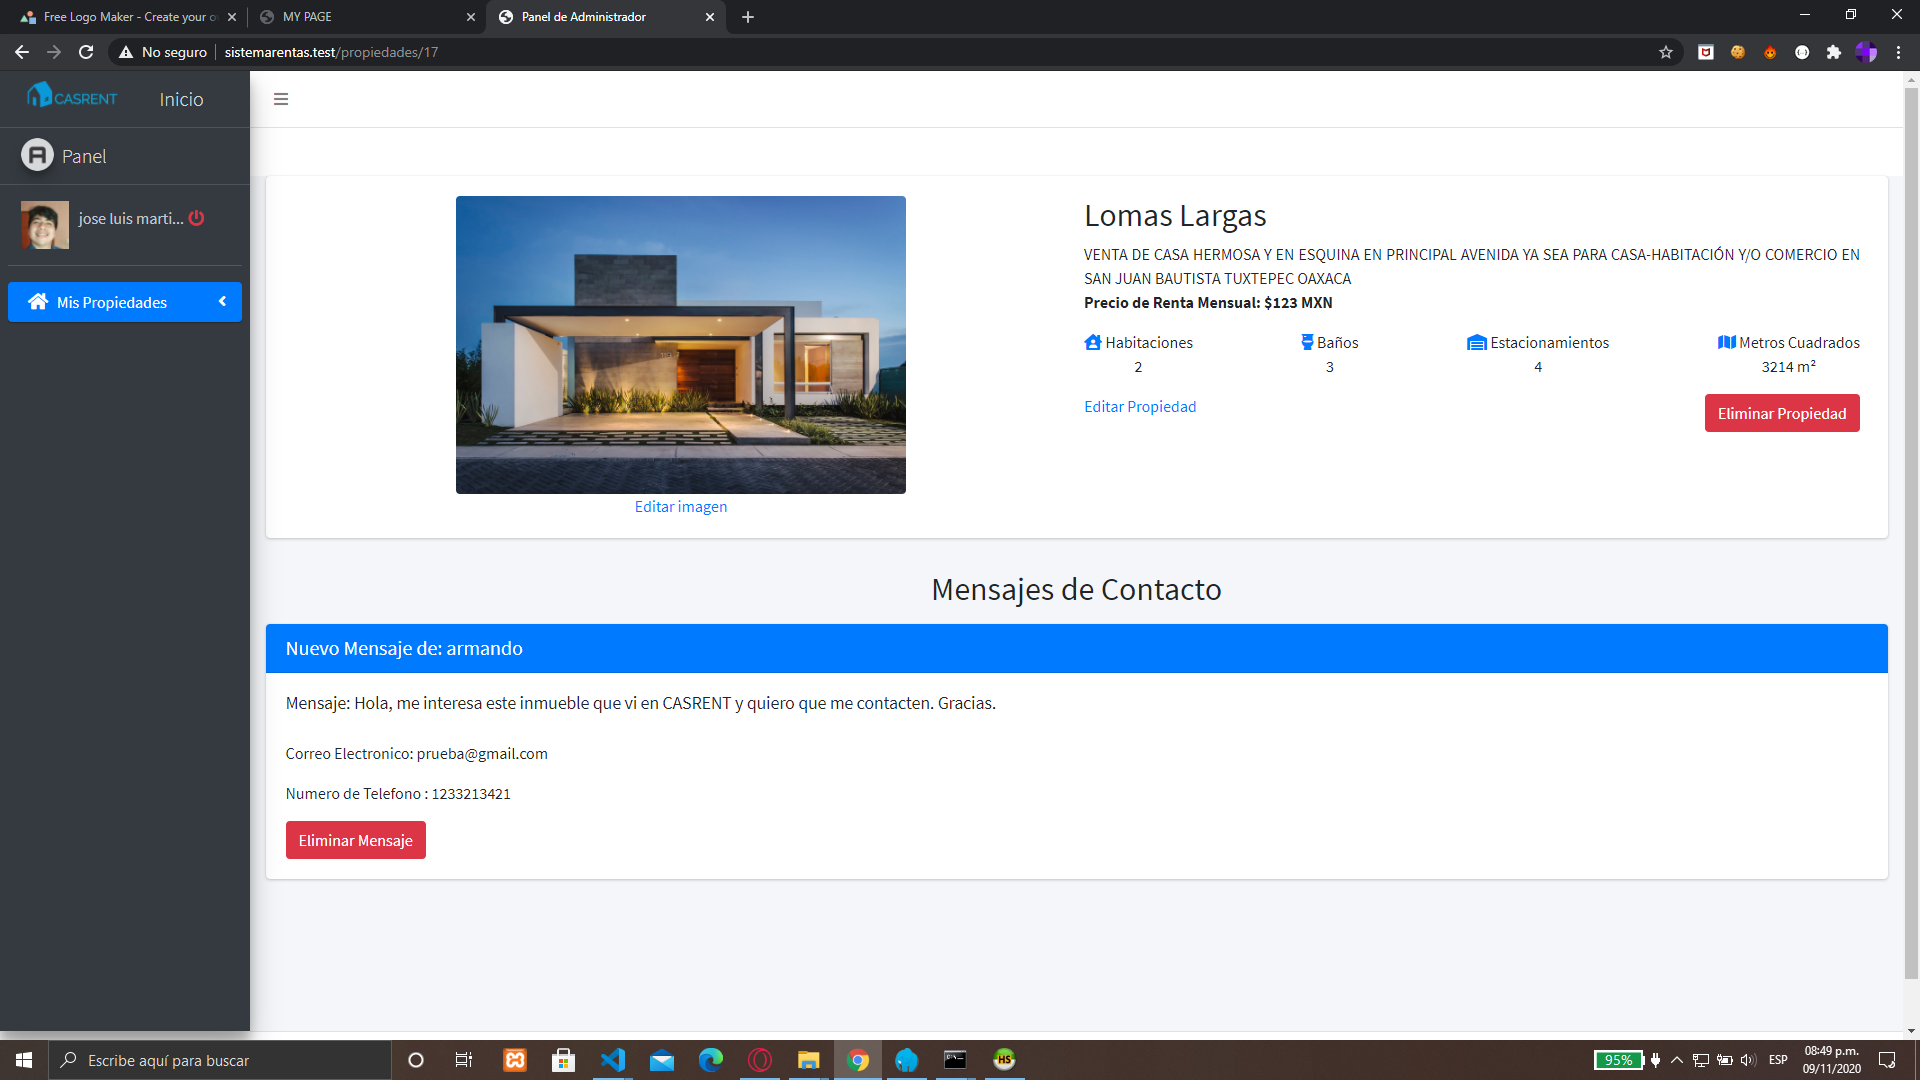 Free Logo Maker - Create your o
MY PAGE
Panel de Administrador
No seguro
sistemarentas.test/propiedades/17
CASRENT
Inicio
Panel
jose luis marti...
Mis Propiedades
Lomas Largas
VENTA DE CASA HERMOSA Y EN ESQUINA EN PRINCIPAL AVENIDA YA SEA PARA CASA-HABITACIÓN Y/O COMERCIO EN
SAN JUAN BAUTISTA TUXTEPEC OAXACA
Precio de Renta Mensual: $123 MXN
Habitaciones Baños Estacionamientos Metros Cuadrados
2 3 4 3214 m²
Editar Propiedad
Eliminar Propiedad
Editar imagen
Mensajes de Contacto
Nuevo Mensaje de: armando
Mensaje: Hola, me interesa este inmueble que vi en CASRENT y quiero que me contacten. Gracias.
Correo Electronico: prueba@gmail.com
Numero de Telefono : 1233213421
Eliminar Mensaje
Escribe aquí para buscar
HS
95%
ESP
08:49 p.m.
09/11/2020